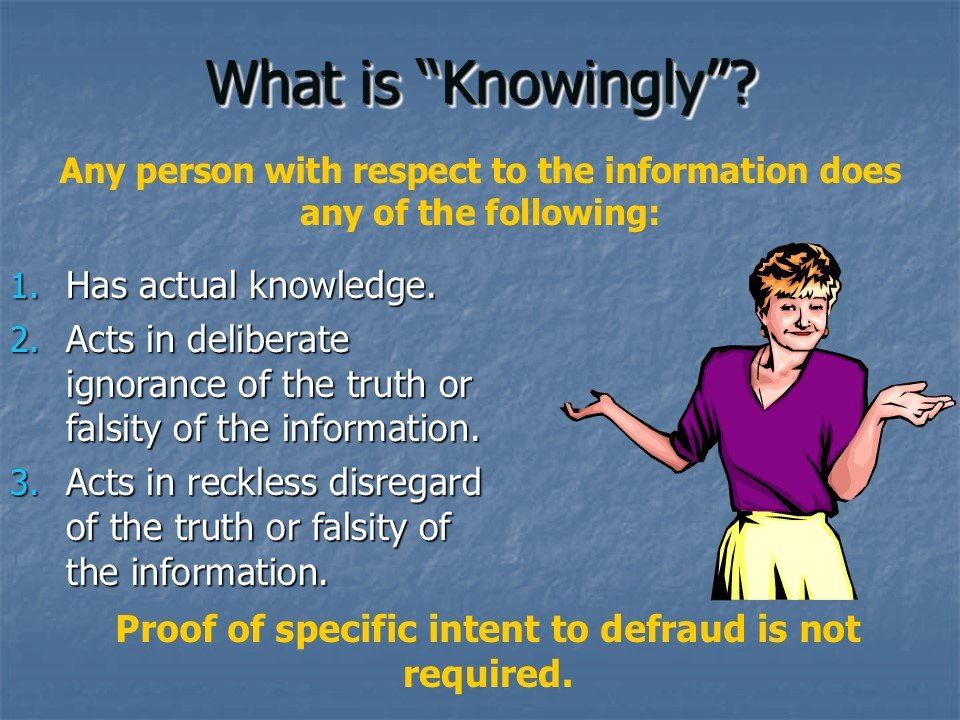 What is “Knowingly”?
Any person with respect to the information does
any of the following:
1. Has actual knowledge.
2. Acts in deliberate
ignorance of the truth or
falsity of the information.
3. Acts in reckless disregard
of the truth or falsity of
the information.
Proof of specific intent to defraud is not
required.